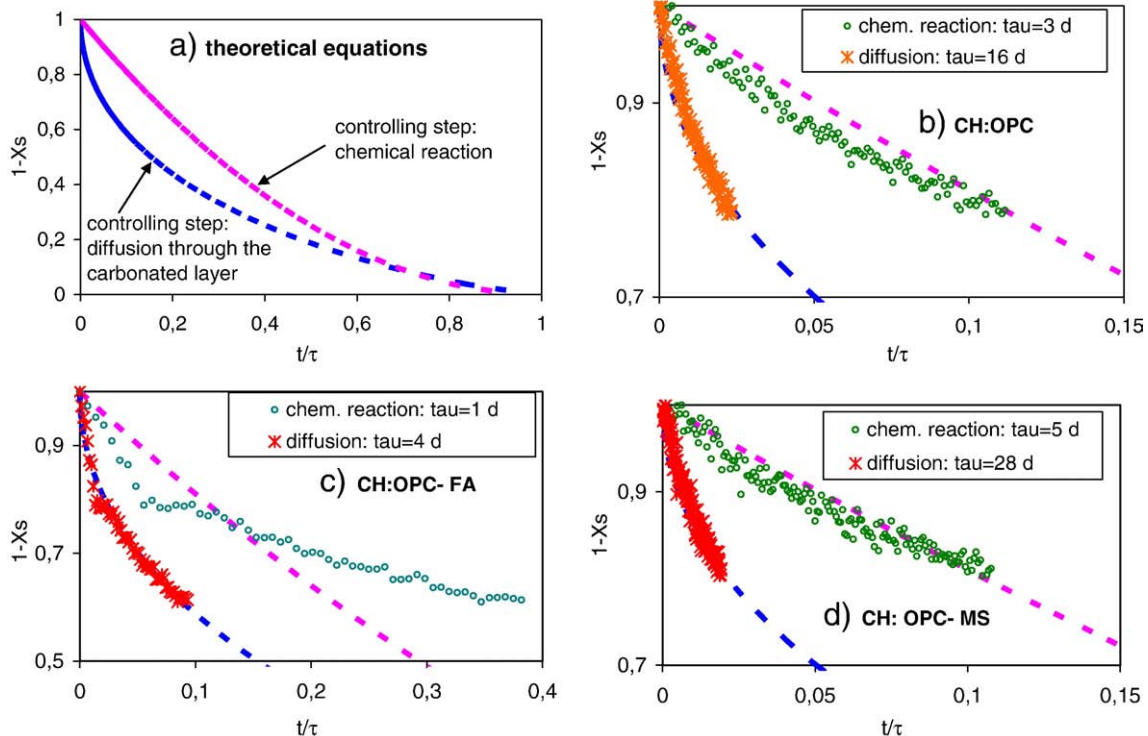 a) theoretical equations
controlling step:
chemical reaction
controlling step:
diffusion through the
carbonated layer
1-Xs
1
0,8
0,6
0,4
0,2
0
0
0,2
0,4
0,6
0,8
1
t/τ
chem. reaction: tau=3 d
diffusion: tau=16 d
b) CH:OPC
1-Xs
0,9
0,7
0
0,05
0,1
0,15
t/τ
chem. reaction: tau=1 d
diffusion: tau=4 d
c) CH:OPC- FA
1-Xs
0,9
0,7
0,5
0
0,1
0,2
0,3
0,4
t/τ
chem. reaction: tau=5 d
diffusion: tau=28 d
d) CH: OPC- MS
1-Xs
0,9
0,7
0
0,05
0,1
0,15
t/τ